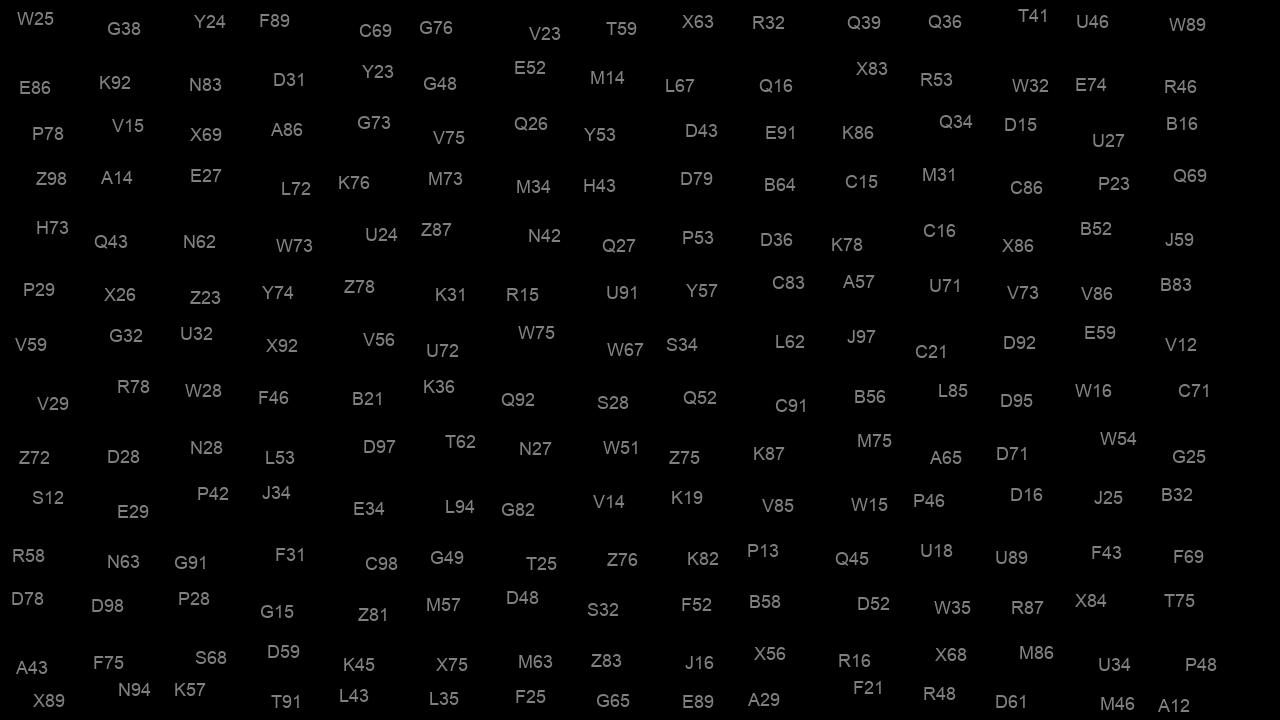 W25 G38 Y24 F89 C69 G76 V23 T59 X63 R32 Q39 Q36 T41 U46 W89
E86 K92 N83 D31 Y23 G48 E52 M14 L67 Q16 X83 R53 W32 E74 R46
P78 V15 X69 A86 G73 V75 Q26 Y53 D43 E91 K86 Q34 D15 U27 B16
Z98 A14 E27 L72 K76 M73 M34 H43 D79 B64 C15 M31 C86 P23 Q69
H73 Q43 N62 W73 U24 Z87 N42 Q27 P53 D36 K78 C16 X86 B52 J59
P29 X26 Z23 Y74 Z78 K31 R15 U91 Y57 C83 A57 U71 V73 V86 B83
V59 G32 U32 X92 V56 U72 W75 W67 S34 L62 J97 C21 D92 E59 V12
V29 R78 W28 F46 B21 K36 Q92 S28 Q52 C91 B56 L85 D95 W16 C71
Z72 D28 N28 L53 D97 T62 N27 W51 Z75 K87 M75 A65 D71 W54 G25
S12 E29 P42 J34 E34 L94 G82 V14 K19 V85 W15 P46 D16 J25 B32
R58 N63 G91 F31 C98 G49 T25 Z76 K82 P13 Q45 U18 U89 F43 F69
D78 D98 P28 G15 Z81 M57 D48 S32 F52 B58 D52 W35 R87 X84 T75
A43 F75 S68 D59 K45 X75 M63 Z83 J16 X56 R16 X68 M86 U34 P48
X89 N94 K57 T91 L43 L35 F25 G65 E89 A29 F21 R48 D61 M46 A12